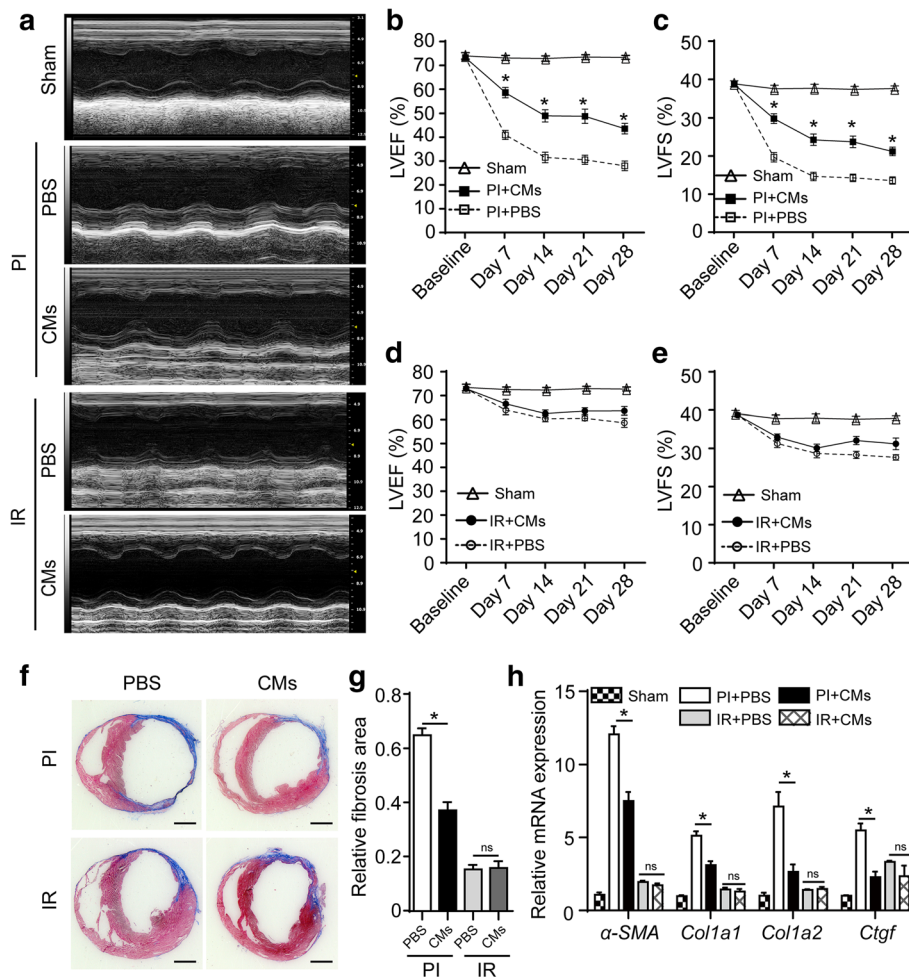 a
Sham
PI
PBS
CMs
IR
PBS
CMs
b
LVEF (%)
80
70
60
50
40
30
20
10
0
*
*
*
*
Sham
PI+CMs
PI+PBS
Baseline
Day 7
Day 14
Day 21
Day 28
c
LVFS (%)
50
40
30
20
10
0
*
*
*
*
Sham
PI+CMs
PI+PBS
Baseline
Day 7
Day 14
Day 21
Day 28
d
LVEF (%)
80
70
60
50
40
30
20
10
0
Sham
IR+CMs
IR+PBS
Baseline
Day 7
Day 14
Day 21
Day 28
e
LVFS (%)
50
40
30
20
10
0
Sham
IR+CMs
IR+PBS
Baseline
Day 7
Day 14
Day 21
Day 28
f
PBS
CMs
PI
IR
g
Relative fibrosis area
0.8
0.6
0.4
0.2
0
*
ns
PBS
CMs
PBS
CMs
PI
IR
h
Relative mRNA expression
15
10
5
0
Sham
PI+PBS
PI+CMs
IR+PBS
IR+CMs
*
ns
*
ns
*
ns
*
ns
α-SMA
Col1a1
Col1a2
Ctgf